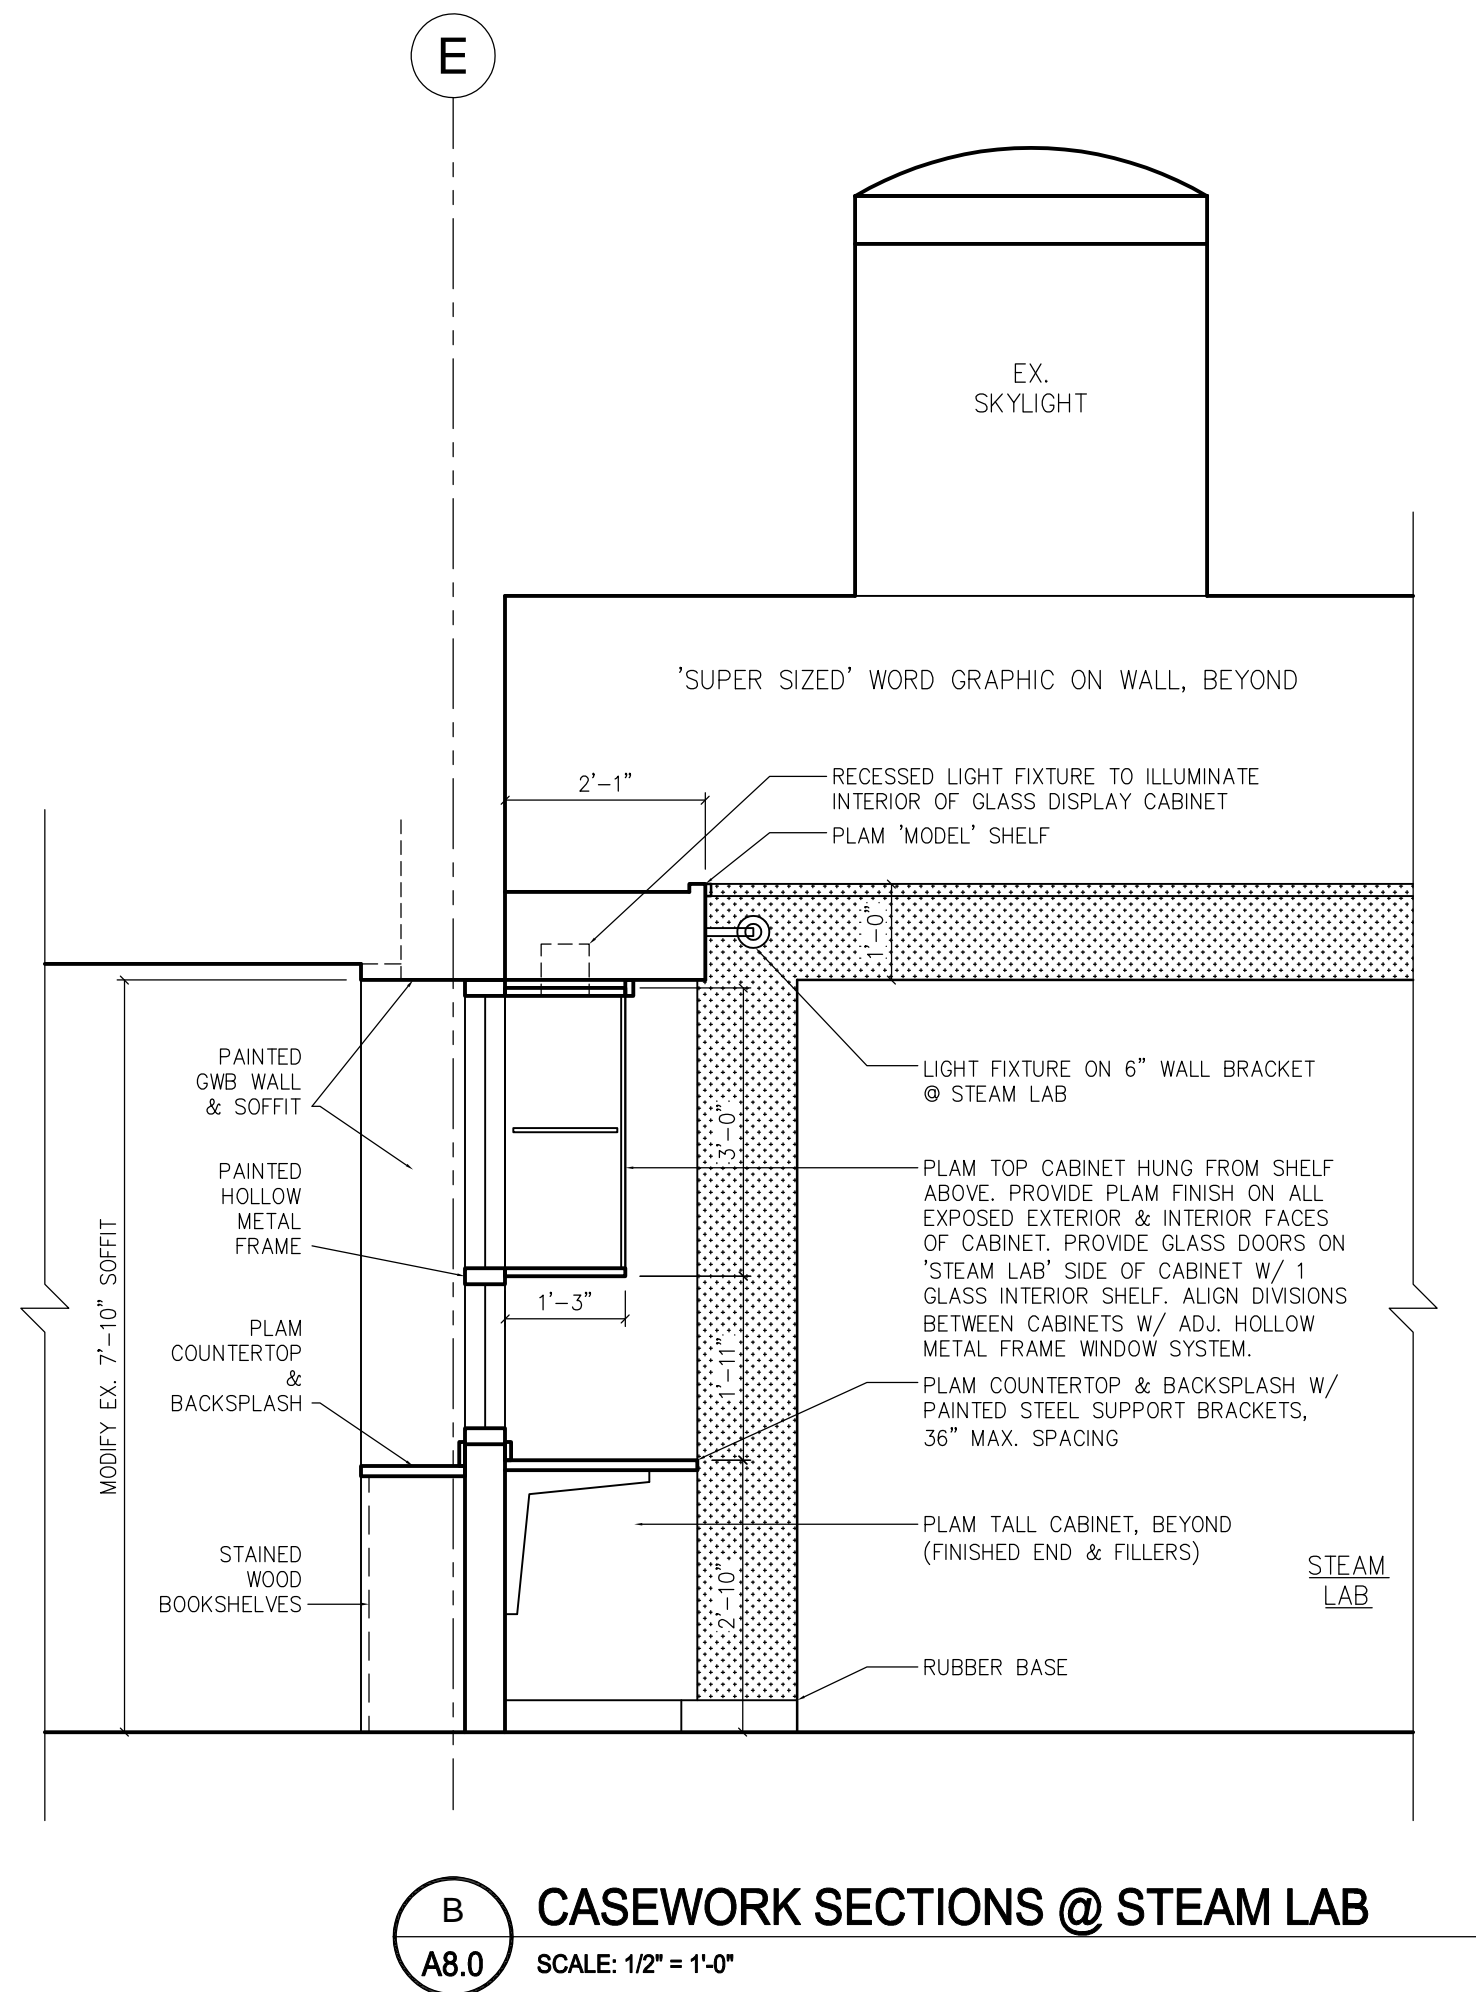 E
EX.
SKYLIGHT
'SUPER SIZED' WORD GRAPHIC ON WALL, BEYOND
2'-1"
RECESSED LIGHT FIXTURE TO ILLUMINATE
INTERIOR OF GLASS DISPLAY CABINET
PLAM 'MODEL' SHELF
1'-0"
PAINTED
GWB WALL
& SOFFIT
LIGHT FIXTURE ON 6" WALL BRACKET
@ STEAM LAB
3'-0"
PAINTED
HOLLOW
METAL
FRAME
PLAM TOP CABINET HUNG FROM SHELF
ABOVE. PROVIDE PLAM FINISH ON ALL
EXPOSED EXTERIOR & INTERIOR FACES
OF CABINET. PROVIDE GLASS DOORS ON
'STEAM LAB' SIDE OF CABINET W/ 1
GLASS INTERIOR SHELF. ALIGN DIVISIONS
BETWEEN CABINETS W/ ADJ. HOLLOW
METAL FRAME WINDOW SYSTEM.
MODIFY EX. 7'-10" SOFFIT
1'-3"
PLAM
COUNTERTOP
&
BACKSPLASH
1'-11"
PLAM COUNTERTOP & BACKSPLASH W/
PAINTED STEEL SUPPORT BRACKETS,
36" MAX. SPACING
PLAM TALL CABINET, BEYOND
(FINISHED END & FILLERS)
STAINED
WOOD
BOOKSHELVES
2'-10"
STEAM
LAB
RUBBER BASE
B
A8.0
CASEWORK SECTIONS @ STEAM LAB
SCALE: 1/2" = 1'-0"